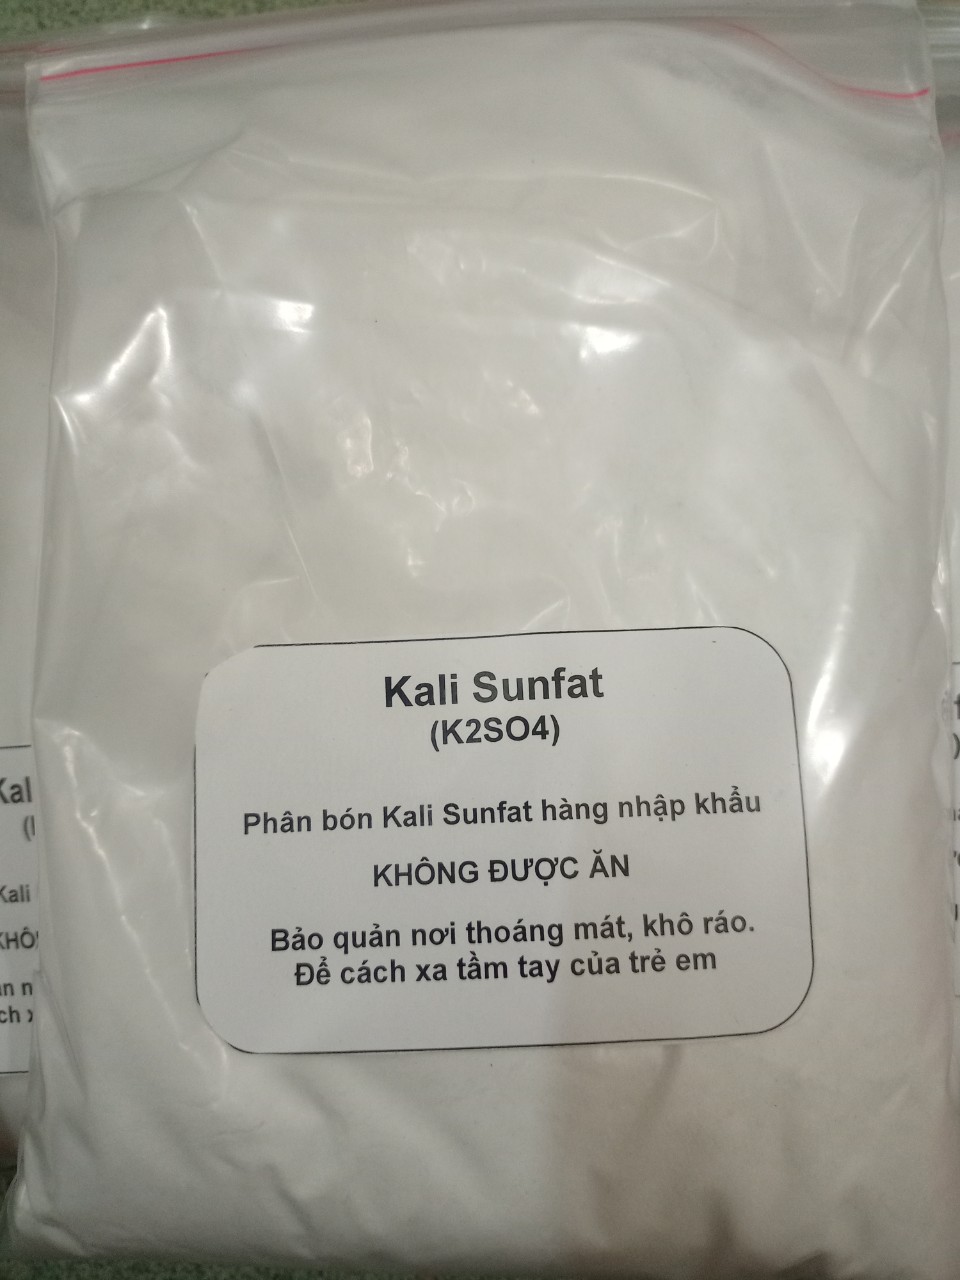 Kali Sunfat
(K2SO4)
Phân bón Kali Sunfat hàng nhập khẩu
KHÔNG ĐƯỢC ĂN
Bảo quản nơi thoáng mát, khô ráo.
Để cách xa tầm tay của trẻ em
Kali